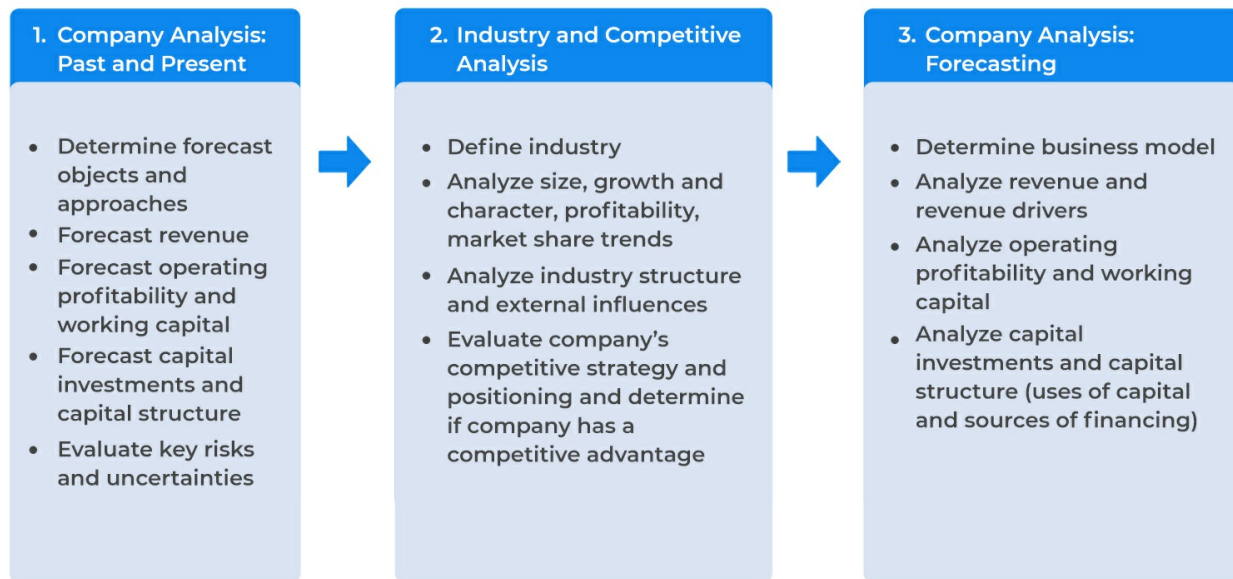 1. Company Analysis:
Past and Present
• Determine forecast
objects and
approaches
• Forecast revenue
• Forecast operating
profitability and
working capital
• Forecast capital
investments and
capital structure
• Evaluate key risks
and uncertainties
2. Industry and Competitive
Analysis
• Define industry
• Analyze size, growth and
character, profitability,
market share trends
• Analyze industry structure
and external influences
• Evaluate company’s
competitive strategy and
positioning and determine
if company has a
competitive advantage
3. Company Analysis:
Forecasting
• Determine business model
• Analyze revenue and
revenue drivers
• Analyze operating
profitability and working
capital
• Analyze capital
investments and capital
structure (uses of capital
and sources of financing)